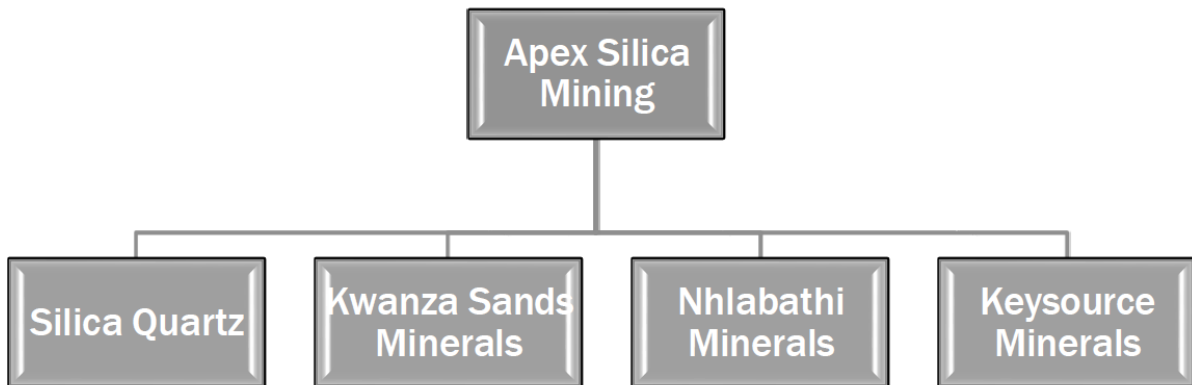 Apex Silica
Mining
Silica Quartz
Kwanza Sands
Minerals
Nhlabathi
Minerals
Keysource
Minerals